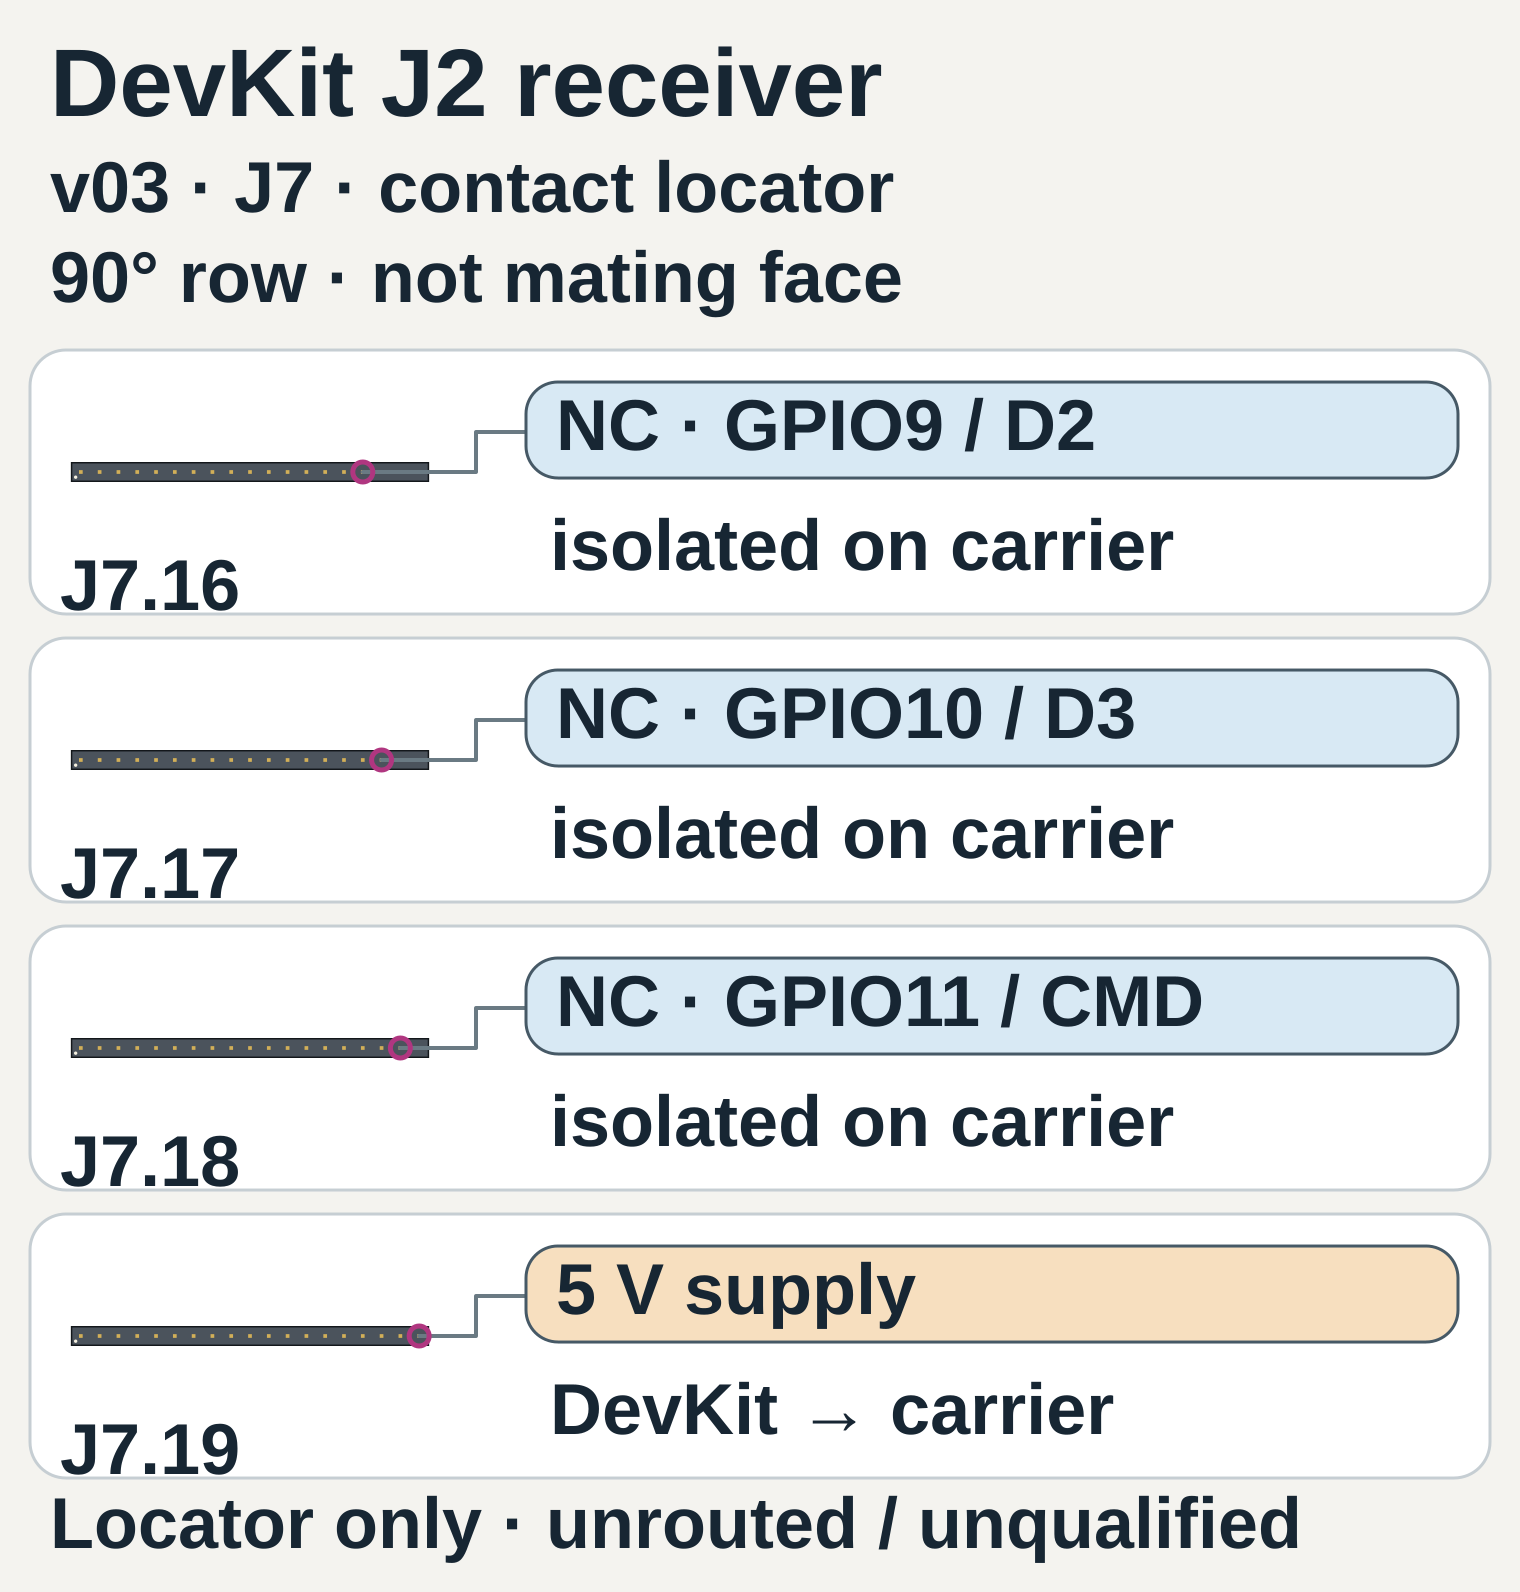 DevKit J2 receiver
v03 · J7 · contact locator
90° row · not mating face
NC · GPIO9 / D2
isolated on carrier
J7.16
NC · GPIO10 / D3
isolated on carrier
J7.17
NC · GPIO11 / CMD
isolated on carrier
J7.18
5 V supply
DevKit → carrier
J7.19
Locator only · unrouted / unqualified